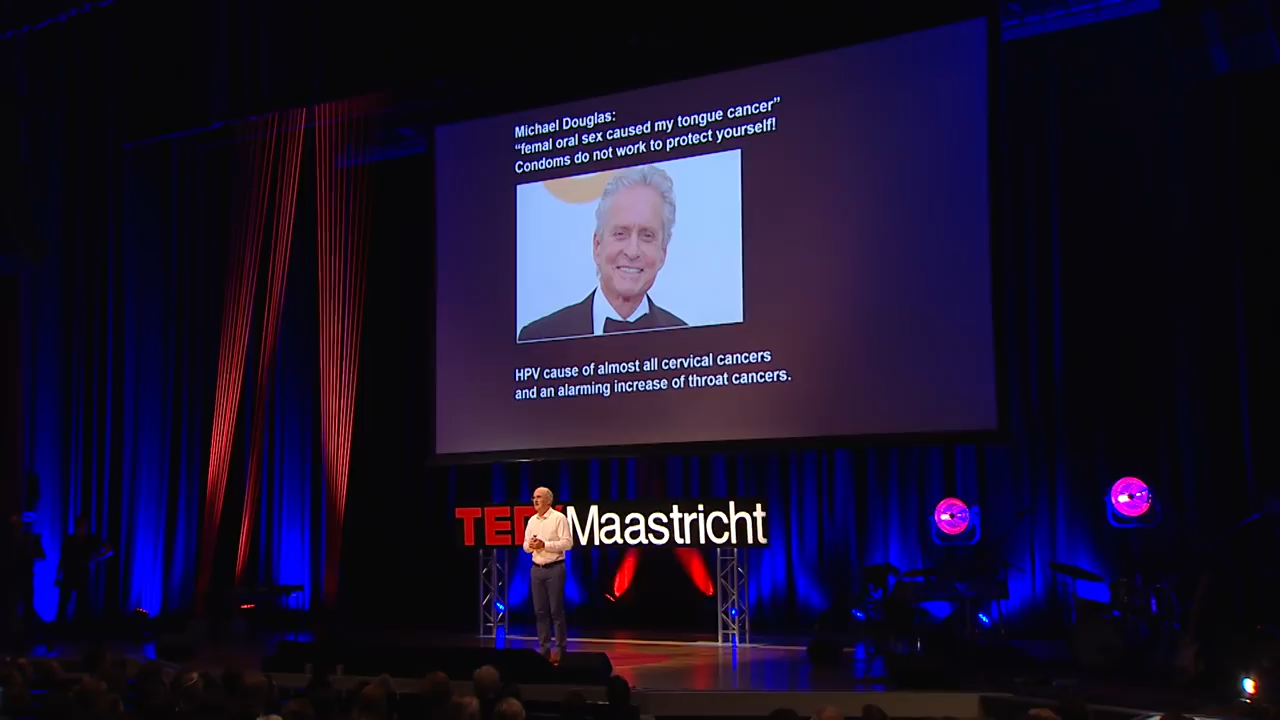 Michael Douglas:
“femal oral sex caused my tongue cancer”
Condoms do not work to protect yourself!
HPV cause of almost all cervical cancers
and an alarming increase of throat cancers.
TEDxMaastricht